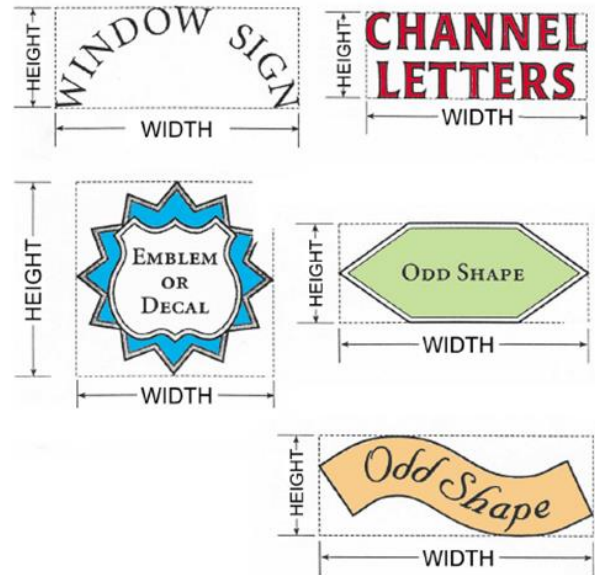 HEIGHT
WINDOW SIGN
WIDTH
HEIGHT
CHANNEL
LETTERS
WIDTH
HEIGHT
EMBLEM
OR
DECAL
WIDTH
HEIGHT
ODD SHAPE
WIDTH
HEIGHT
Odd Shape
WIDTH